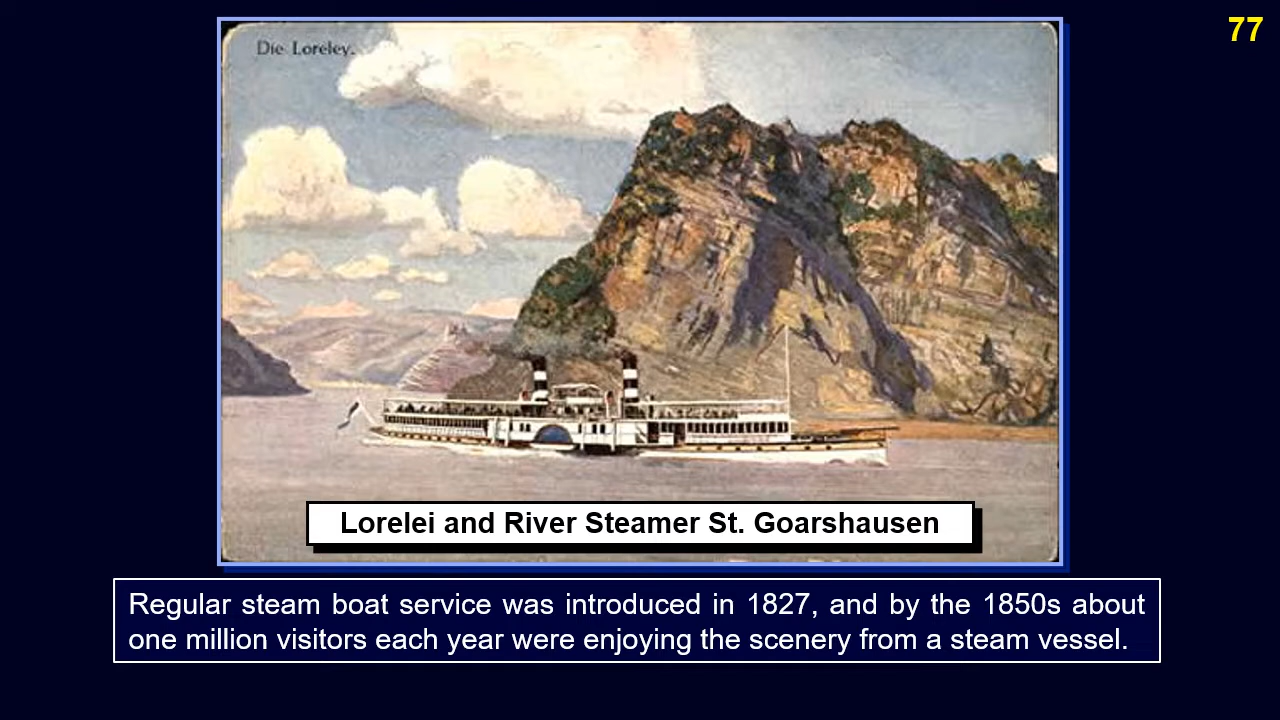 77
Die Loreley.
Lorelei and River Steamer St. Goarshausen
Regular steam boat service was introduced in 1827, and by the 1850s about
one million visitors each year were enjoying the scenery from a steam vessel.